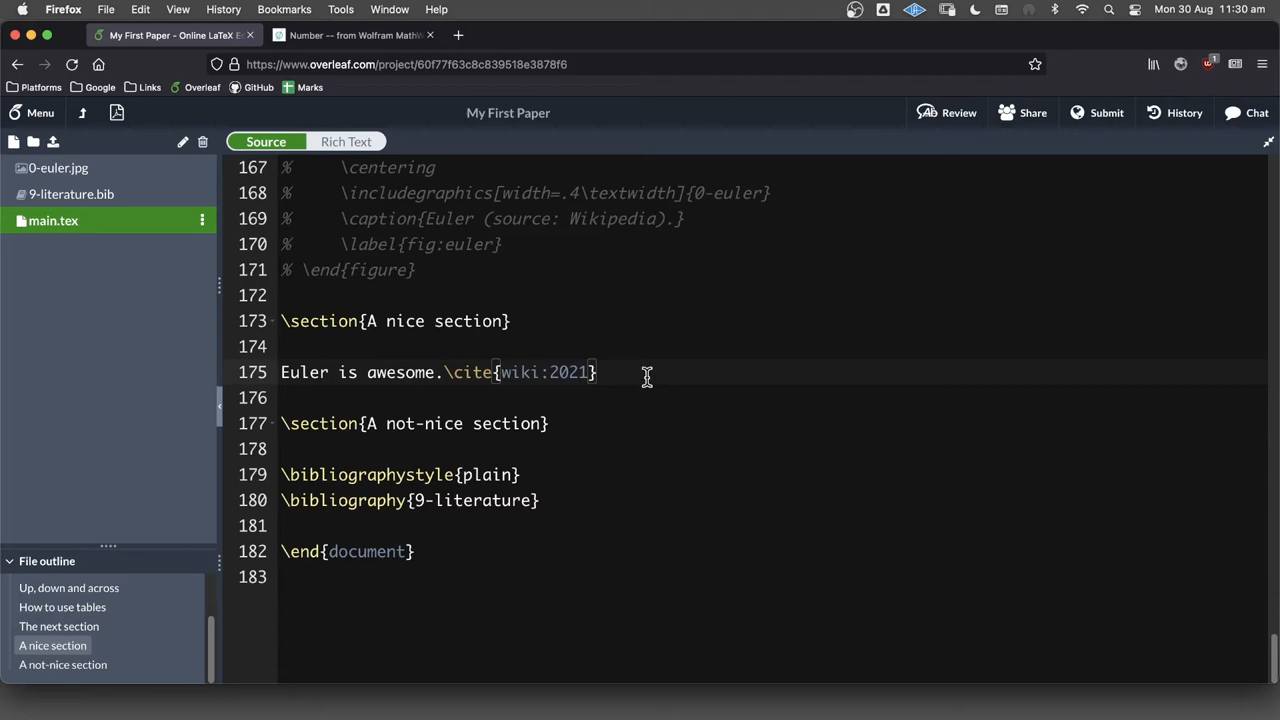 Firefox File Edit View History Bookmarks Tools Window Help Mon 30 Aug 11:30 am
My First Paper - Online LaTeX E Number -- from Wolfram MathW
https://www.overleaf.com/project/60f77f63c8c839518e3878f6 1
Platforms Google Links Overleaf GitHub Marks
Menu My First Paper Review Share Submit History Chat
Source Rich Text
0-euler.jpg
9-literature.bib
main.tex
167 % \centering
168 % \includegraphics[width=.4\textwidth]{0-euler}
169 % \caption{Euler (source: Wikipedia).}
170 % \label{fig:euler}
171 % \end{figure}
172
173 \section{A nice section}
174
175 Euler is awesome.\cite{wiki:2021}
176
177 \section{A not-nice section}
178
179 \bibliographystyle{plain}
180 \bibliography{9-literature}
181
182 \end{document}
183
File outline
Up, down and across
How to use tables
The next section
A nice section
A not-nice section